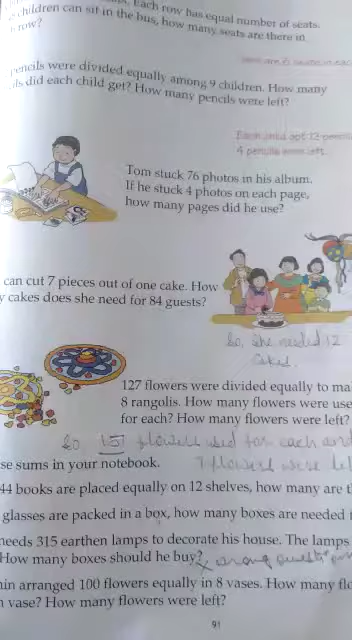 Each row has equal number of seats.
children can sit in the bus, how many seats are there in
row?
pencils were divided equally among 9 children. How many
did each child get? How many pencils were left?
Each child got 12 pencils
4 pencils were left.
Tom stuck 76 photos in his album.
If he stuck 4 photos on each page,
how many pages did he use?
can cut 7 pieces out of one cake. How
cakes does she need for 84 guests?
So, She needed 12
cakes.
127 flowers were divided equally to ma
8 rangolis. How many flowers were use
for each? How many flowers were left?
So 15 flowers used for each and
7 flowers were le
se sums in your notebook.
44 books are placed equally on 12 shelves, how many are t
glasses are packed in a box, how many boxes are needed
needs 315 earthen lamps to decorate his house. The lamps
How many boxes should he buy?
wrong
in arranged 100 flowers equally in 8 vases. How many flo
vase? How many flowers were left?
91